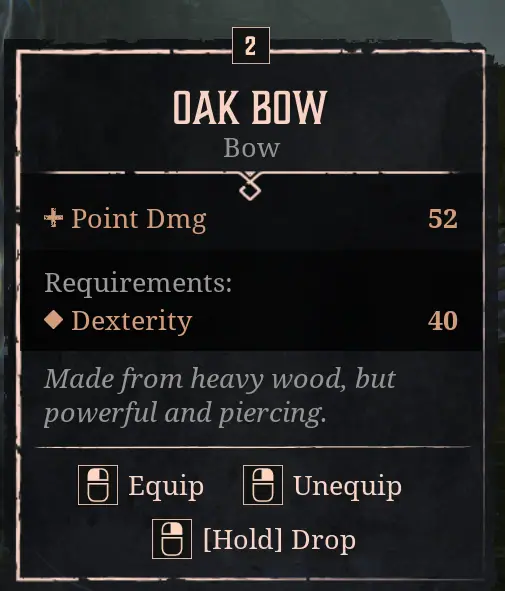 2
OAK BOW
Bow
Point Dmg 52
Requirements:
Dexterity 40
Made from heavy wood, but
powerful and piercing.
Equip Unequip
[Hold] Drop